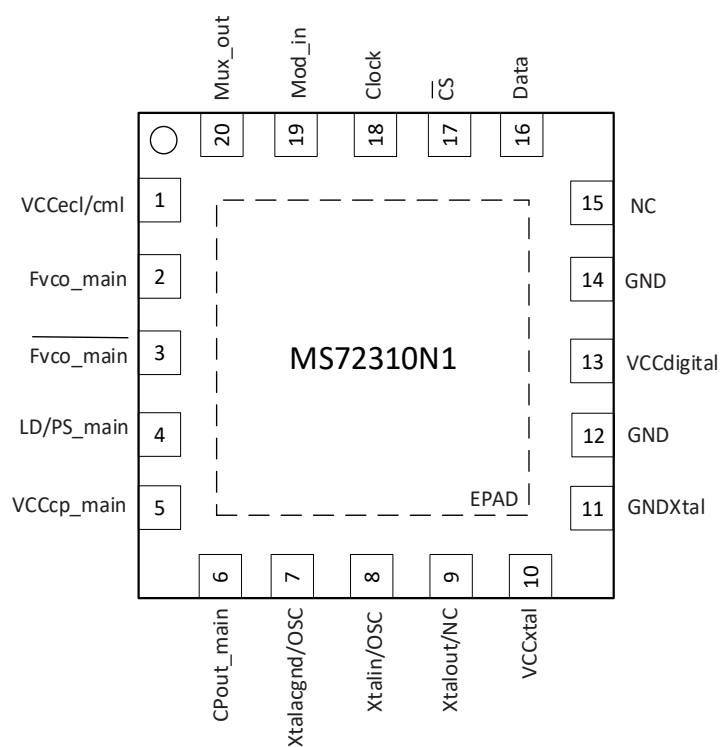 Mux_out
Mod_in
Clock
C̅S̅
Data
20
19
18
17
16
VCCecl/cml
1
Fvco_main
2
F̅v̅c̅o̅_̅m̅a̅i̅n̅
3
LD/PS_main
4
VCCcp_main
5
MS72310N1
EPAD
15
NC
14
GND
13
VCCdigital
12
GND
11
GNDXtal
6
7
8
9
10
CPout_main
Xtalacgnd/OSC
Xtalin/OSC
Xtalout/NC
VCCxtal